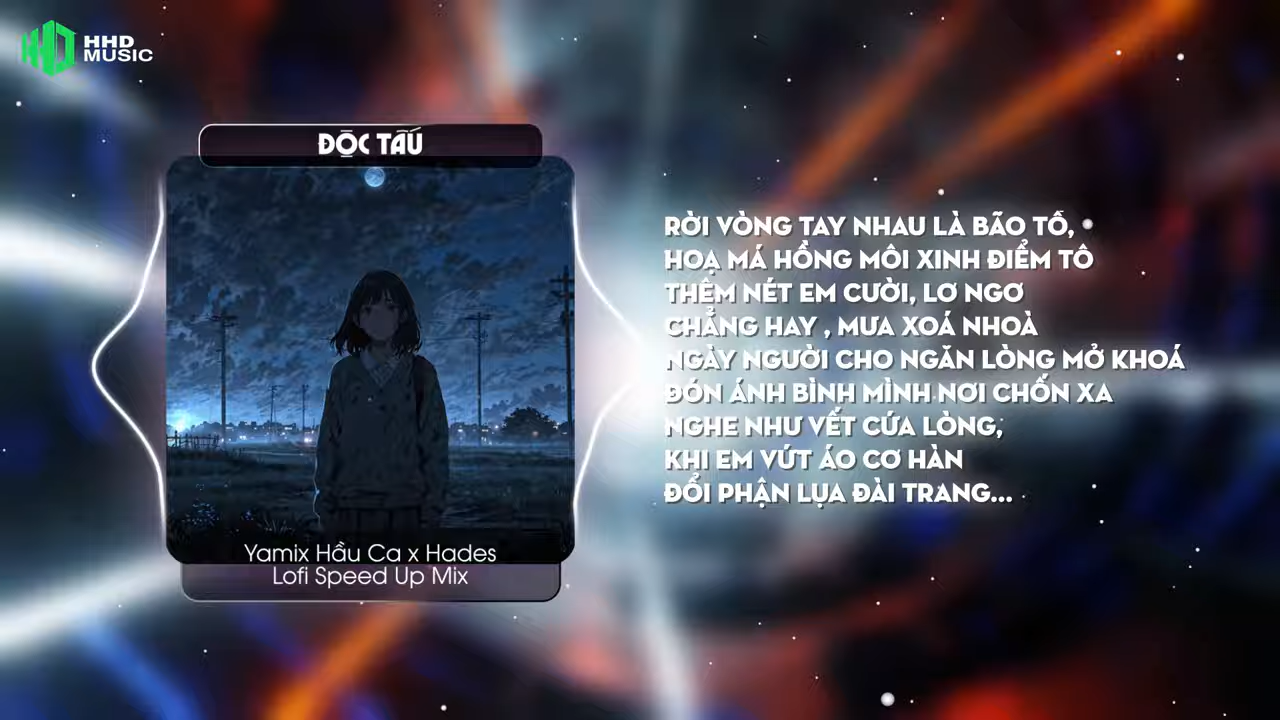 HHD
MUSIC
ĐỘC TẤU
RỜI VÒNG TAY NHAU LÀ BÃO TỐ,
HOẠ MÁ HỒNG MÔI XINH ĐIỂM TÔ
THÊM NÉT EM CƯỜI, LƠ NGƠ
CHẲNG HAY , MƯA XOÁ NHOÀ
NGÀY NGƯỜI CHO NGĂN LÒNG MỞ KHOÁ
ĐÓN ÁNH BÌNH MÌNH NƠI CHỐN XA
NGHE NHƯ VẾT CỨA LÒNG,
KHI EM VỨT ÁO CƠ HÀN
ĐỔI PHẬN LỤA ĐÀI TRANG...
Yamix Hầu Ca x Hades
Lofi Speed Up Mix